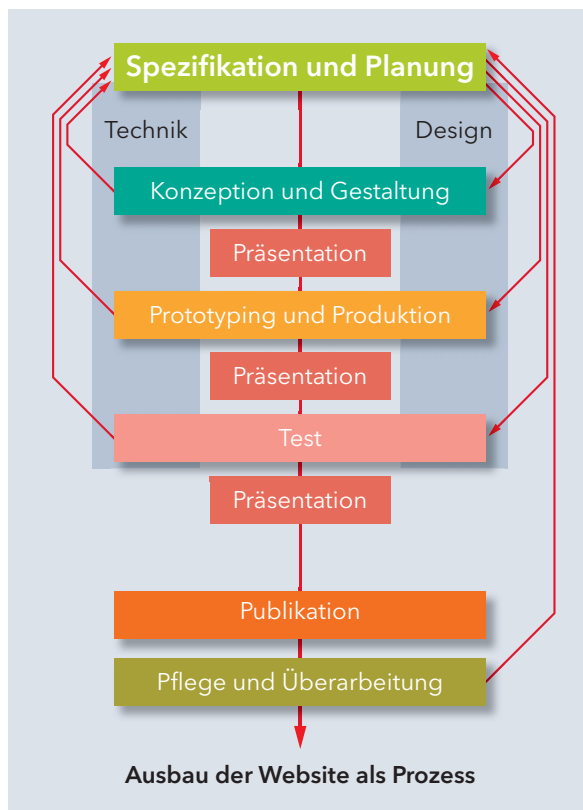 Spezifikation und Planung
Technik
Design
Konzeption und Gestaltung
Präsentation
Prototyping und Produktion
Präsentation
Test
Präsentation
Publikation
Pflege und Überarbeitung
Ausbau der Website als Prozess